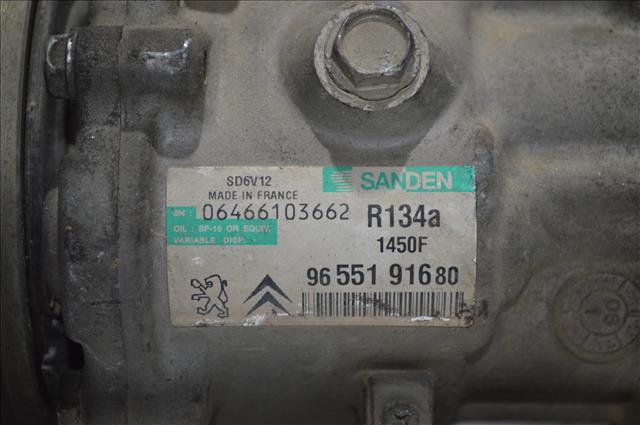 SD6V12
MADE IN FRANCE
SANDEN
SN: 06466103662
R134a
OIL : SP-10 OR EQUIV.
VARIABLE DISP.
1450F
96 551 916 80